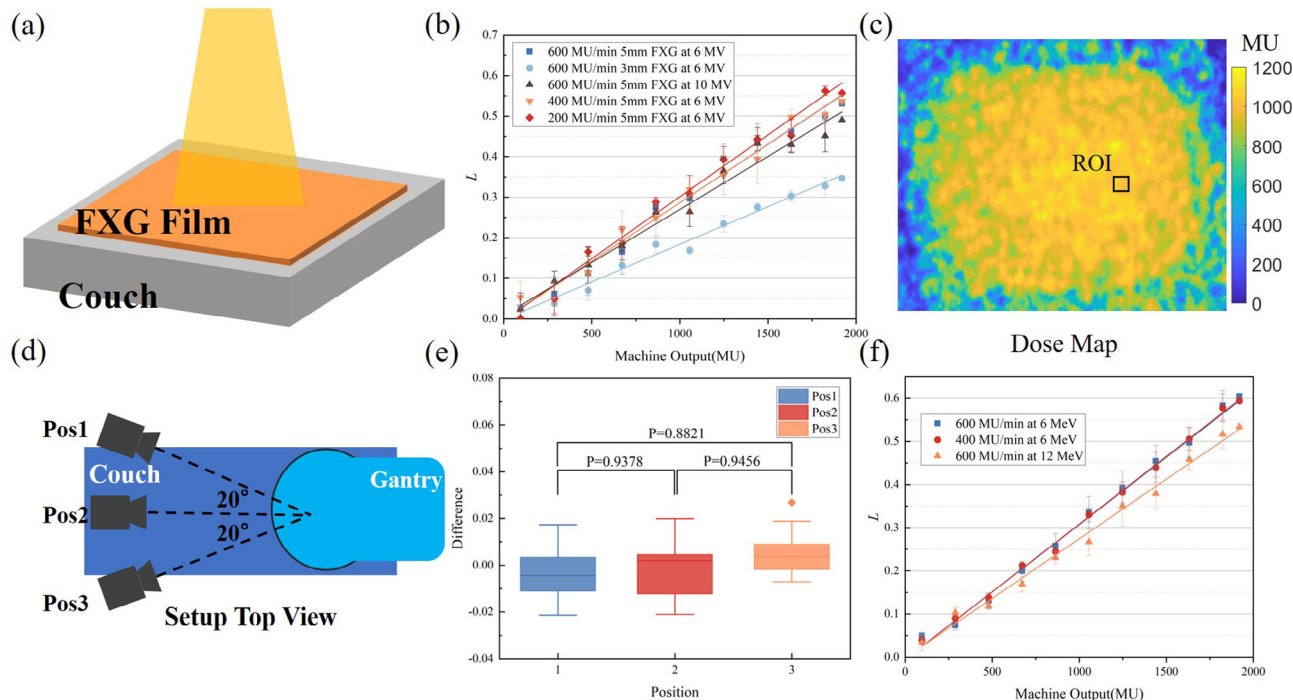 (a)
FXG Film
Couch
(b)
0.7
0.6
0.5
0.4
0.3
0.2
0.1
0.0
L
600 MU/min 5mm FXG at 6 MV
600 MU/min 3mm FXG at 6 MV
600 MU/min 5mm FXG at 10 MV
400 MU/min 5mm FXG at 6 MV
200 MU/min 5mm FXG at 6 MV
0 500 1000 1500 2000
Machine Output(MU)
(c)
MU
1200
1000
800
600
400
200
0
ROI
Dose Map
(d)
Pos1
Pos2
Pos3
Couch
20°
20°
Gantry
Setup Top View
(e)
0.08
0.06
0.04
0.02
0.00
-0.02
-0.04
Difference
Pos1
Pos2
Pos3
P=0.8821
P=0.9378
P=0.9456
1 2 3
Position
(f)
0.6
0.5
0.4
0.3
0.2
0.1
0.0
L
600 MU/min at 6 MeV
400 MU/min at 6 MeV
600 MU/min at 12 MeV
0 500 1000 1500 2000
Machine Output(MU)